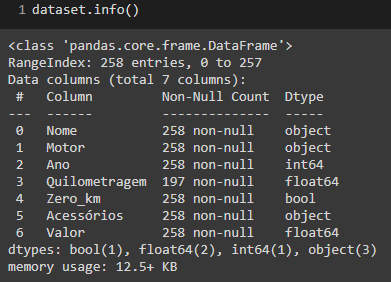 1 dataset.info()
<class 'pandas.core.frame.DataFrame'>
RangeIndex: 258 entries, 0 to 257
Data columns (total 7 columns):
 #   Column         Non-Null Count  Dtype
---  ------         --------------  -----
 0   Nome           258 non-null    object
 1   Motor          258 non-null    object
 2   Ano            258 non-null    int64
 3   Quilometragem  197 non-null    float64
 4   Zero_km        258 non-null    bool
 5   Acessórios     258 non-null    object
 6   Valor          258 non-null    float64
dtypes: bool(1), float64(2), int64(1), object(3)
memory usage: 12.5+ KB